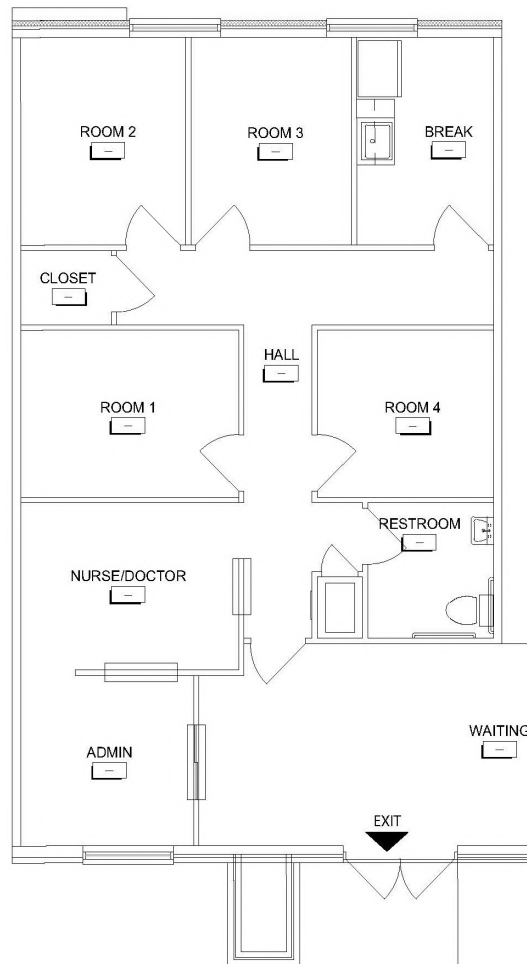 ROOM 2
ROOM 3
BREAK
CLOSET
HALL
ROOM 1
ROOM 4
RESTROOM
NURSE/DOCTOR
WAITING
ADMIN
EXIT